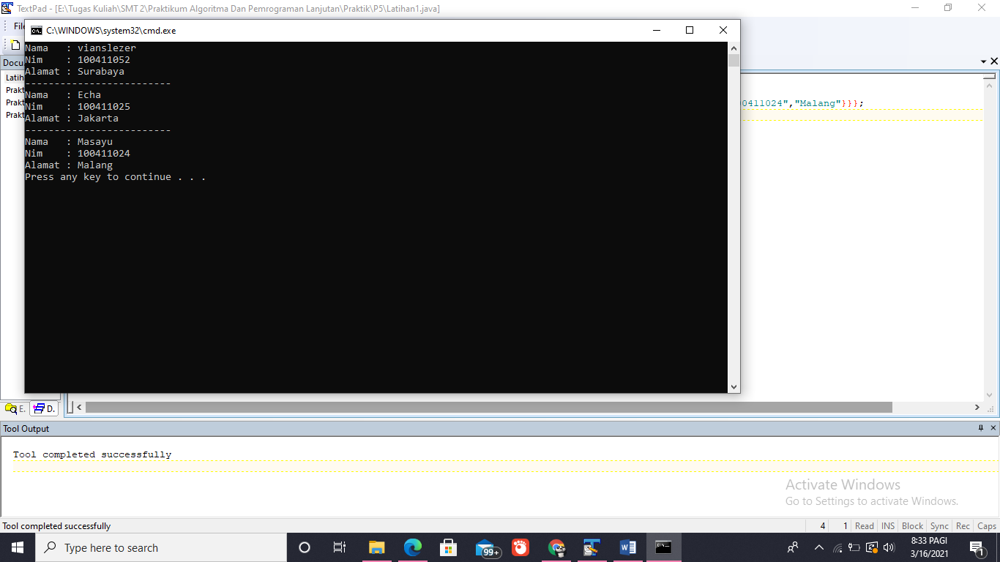 TextPad - [E:\Tugas Kuliah\SMT 2\Praktikum Algoritma Dan Pemrograman Lanjutan\Praktik\P5\Latihan1.java]
File
C:\WINDOWS\system32\cmd.exe
Docu
Latih
Prakt
Prakt
Prakt
Nama   : vianslezer
Nim    : 100411052
Alamat : Surabaya
-------------------------
Nama   : Echa
Nim    : 100411025
Alamat : Jakarta
-------------------------
Nama   : Masayu
Nim    : 100411024
Alamat : Malang
Press any key to continue . . .
0411024","Malang"}}};
E. D.
Tool Output
Tool completed successfully
Activate Windows
Go to Settings to activate Windows.
Tool completed successfully 4 1 Read INS Block Sync Rec Caps
Type here to search 99+ 8:33 PAGI
3/16/2021 1